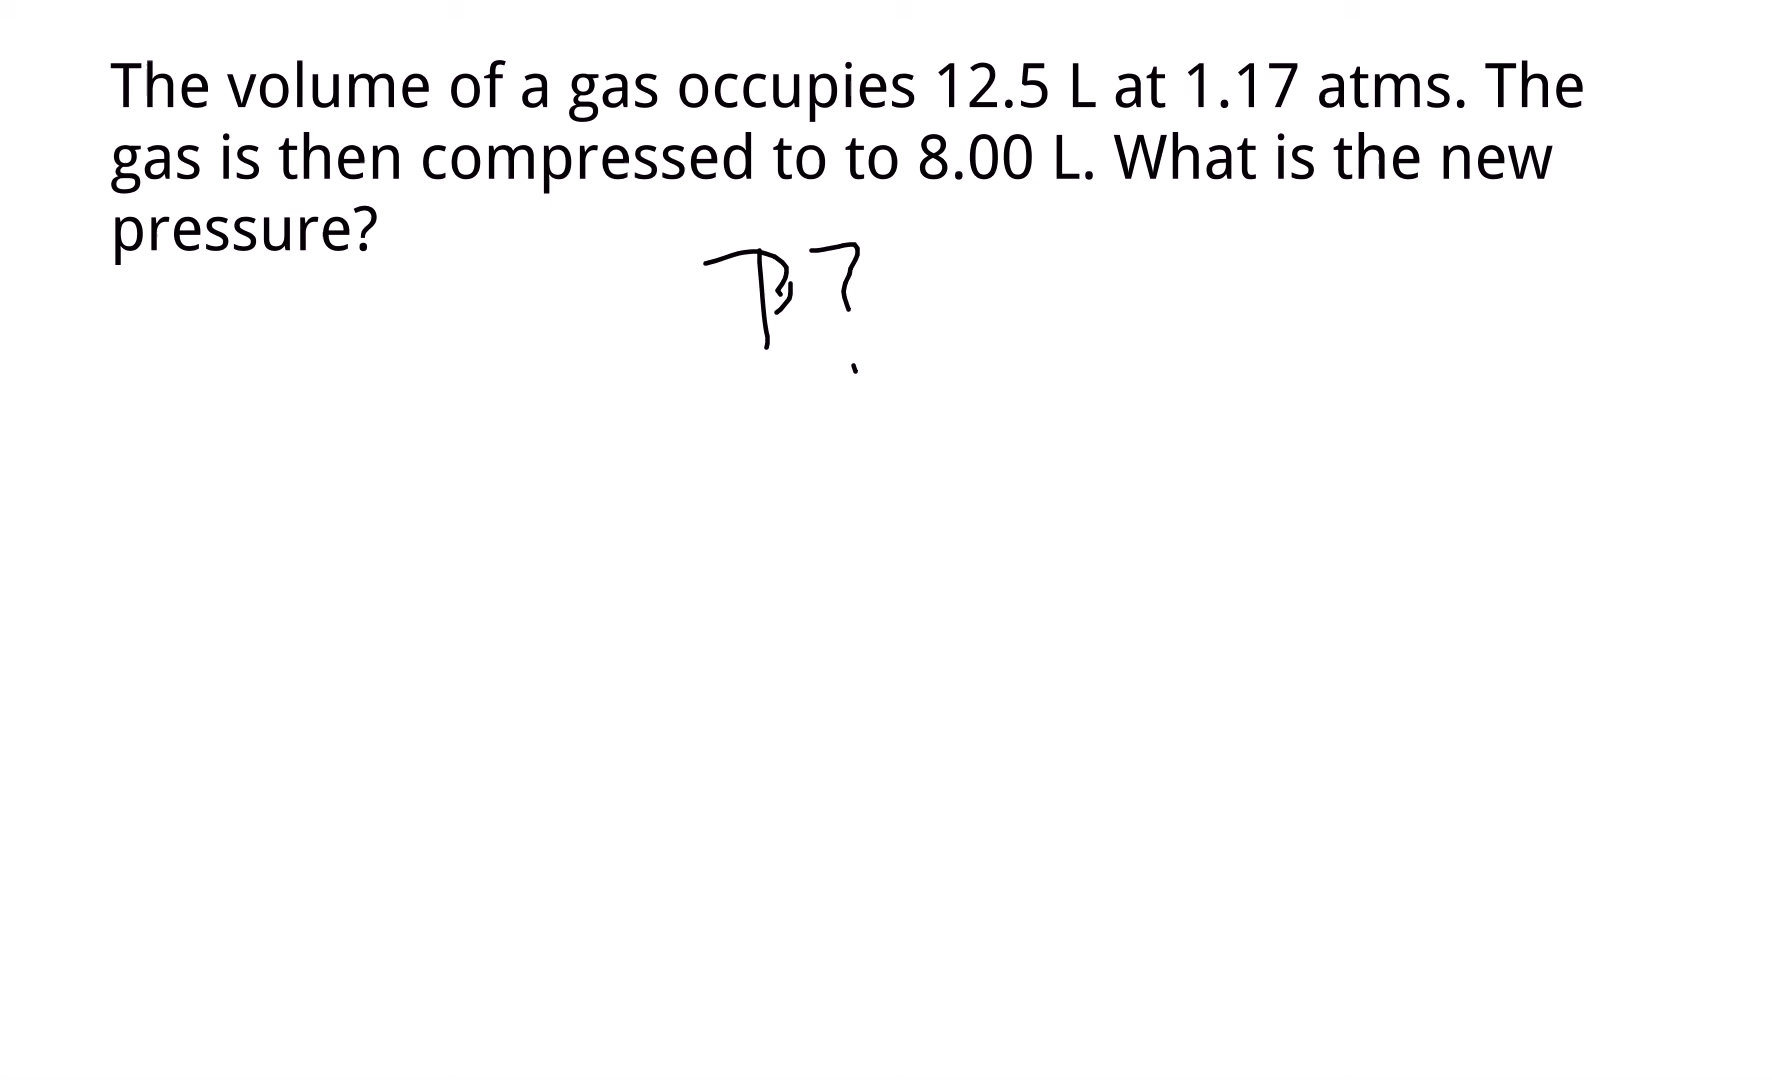 The volume of a gas occupies 12.5 L at 1.17 atms. The
gas is then compressed to to 8.00 L. What is the new
pressure?
P?